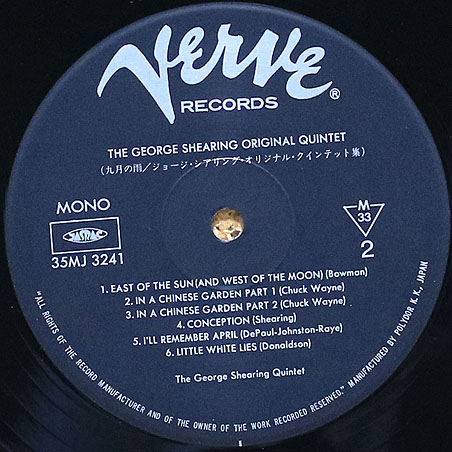 Verve
RECORDS ®
THE GEORGE SHEARING ORIGINAL QUINTET
(九月の雨/ジョージ・シアリング・オリジナル・クインテット集)
MONO
JASRAC
35MJ 3241
M
33
2
1. EAST OF THE SUN (AND WEST OF THE MOON) (Bowman)
2. IN A CHINESE GARDEN PART 1 (Chuck Wayne)
3. IN A CHINESE GARDEN PART 2 (Chuck Wayne)
4. CONCEPTION (Shearing)
5. I'LL REMEMBER APRIL (DePaul-Johnston-Raye)
6. LITTLE WHITE LIES (Donaldson)
The George Shearing Quintet
"ALL RIGHTS OF THE RECORD MANUFACTURER AND OF THE OWNER OF THE WORK RECORDED RESERVED." MANUFACTURED BY POLYDOR K.K., JAPAN